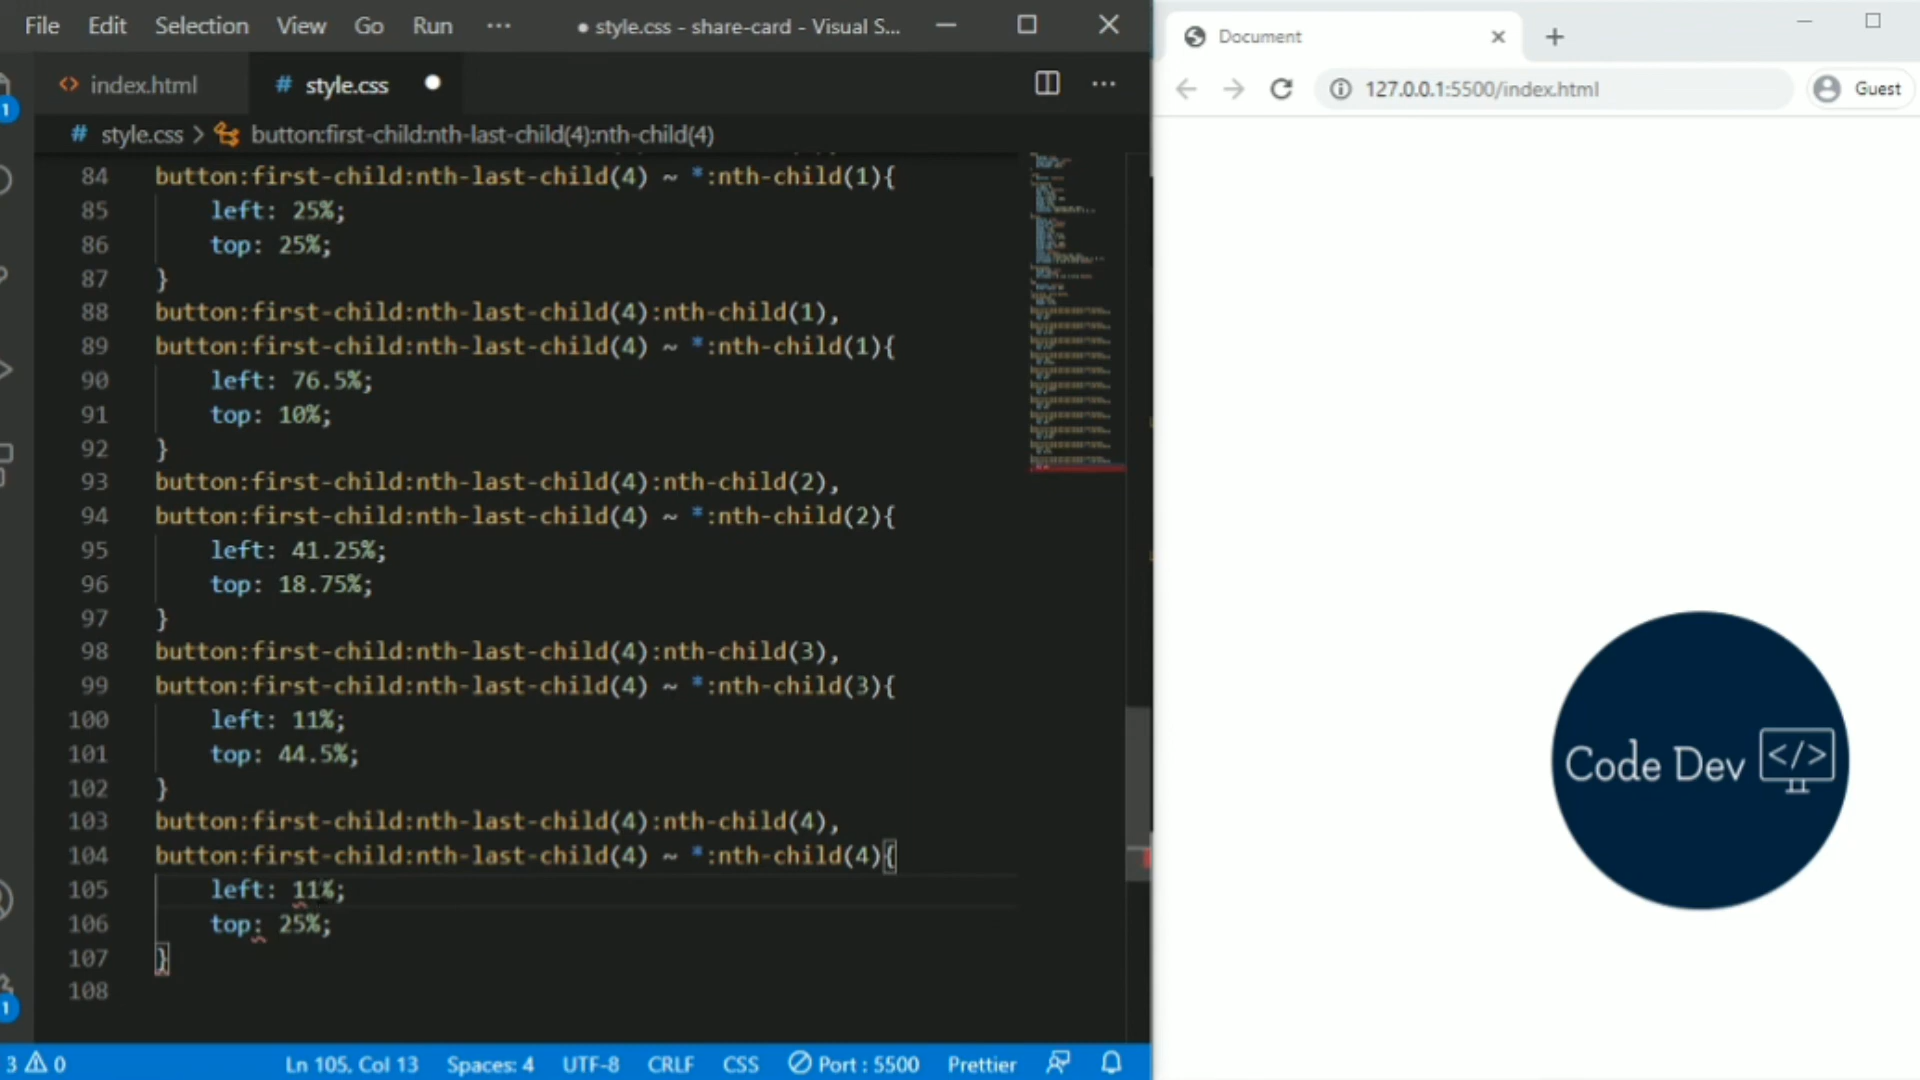 File Edit Selection View Go Run ··· ● style.css - share-card - Visual S...
index.html # style.css
# style.css > button:first-child:nth-last-child(4):nth-child(4)
84 button:first-child:nth-last-child(4) ~ *:nth-child(1){
85 left: 25%;
86 top: 25%;
87 }
88 button:first-child:nth-last-child(4):nth-child(1),
89 button:first-child:nth-last-child(4) ~ *:nth-child(1){
90 left: 76.5%;
91 top: 10%;
92 }
93 button:first-child:nth-last-child(4):nth-child(2),
94 button:first-child:nth-last-child(4) ~ *:nth-child(2){
95 left: 41.25%;
96 top: 18.75%;
97 }
98 button:first-child:nth-last-child(4):nth-child(3),
99 button:first-child:nth-last-child(4) ~ *:nth-child(3){
100 left: 11%;
101 top: 44.5%;
102 }
103 button:first-child:nth-last-child(4):nth-child(4),
104 button:first-child:nth-last-child(4) ~ *:nth-child(4){
105 left: 11%;
106 top: 25%;
107 }
108
1
1
3 0 Ln 105, Col 13 Spaces: 4 UTF-8 CRLF CSS Port : 5500 Prettier
Document
127.0.0.1:5500/index.html Guest
Code Dev </>